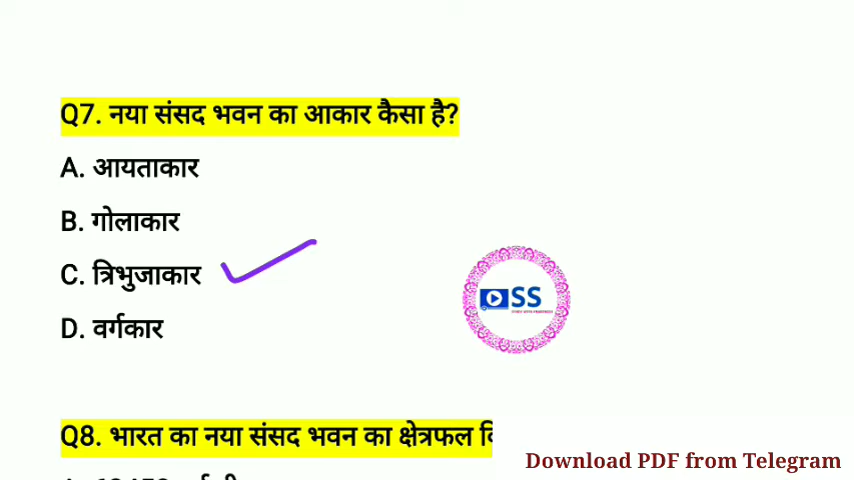 Q7. नया संसद भवन का आकार कैसा है?
A. आयताकार
B. गोलाकार
C. त्रिभुजाकार
D. वर्गकार
SS
Q8. भारत का नया संसद भवन का क्षेत्रफल
Download PDF from Telegram